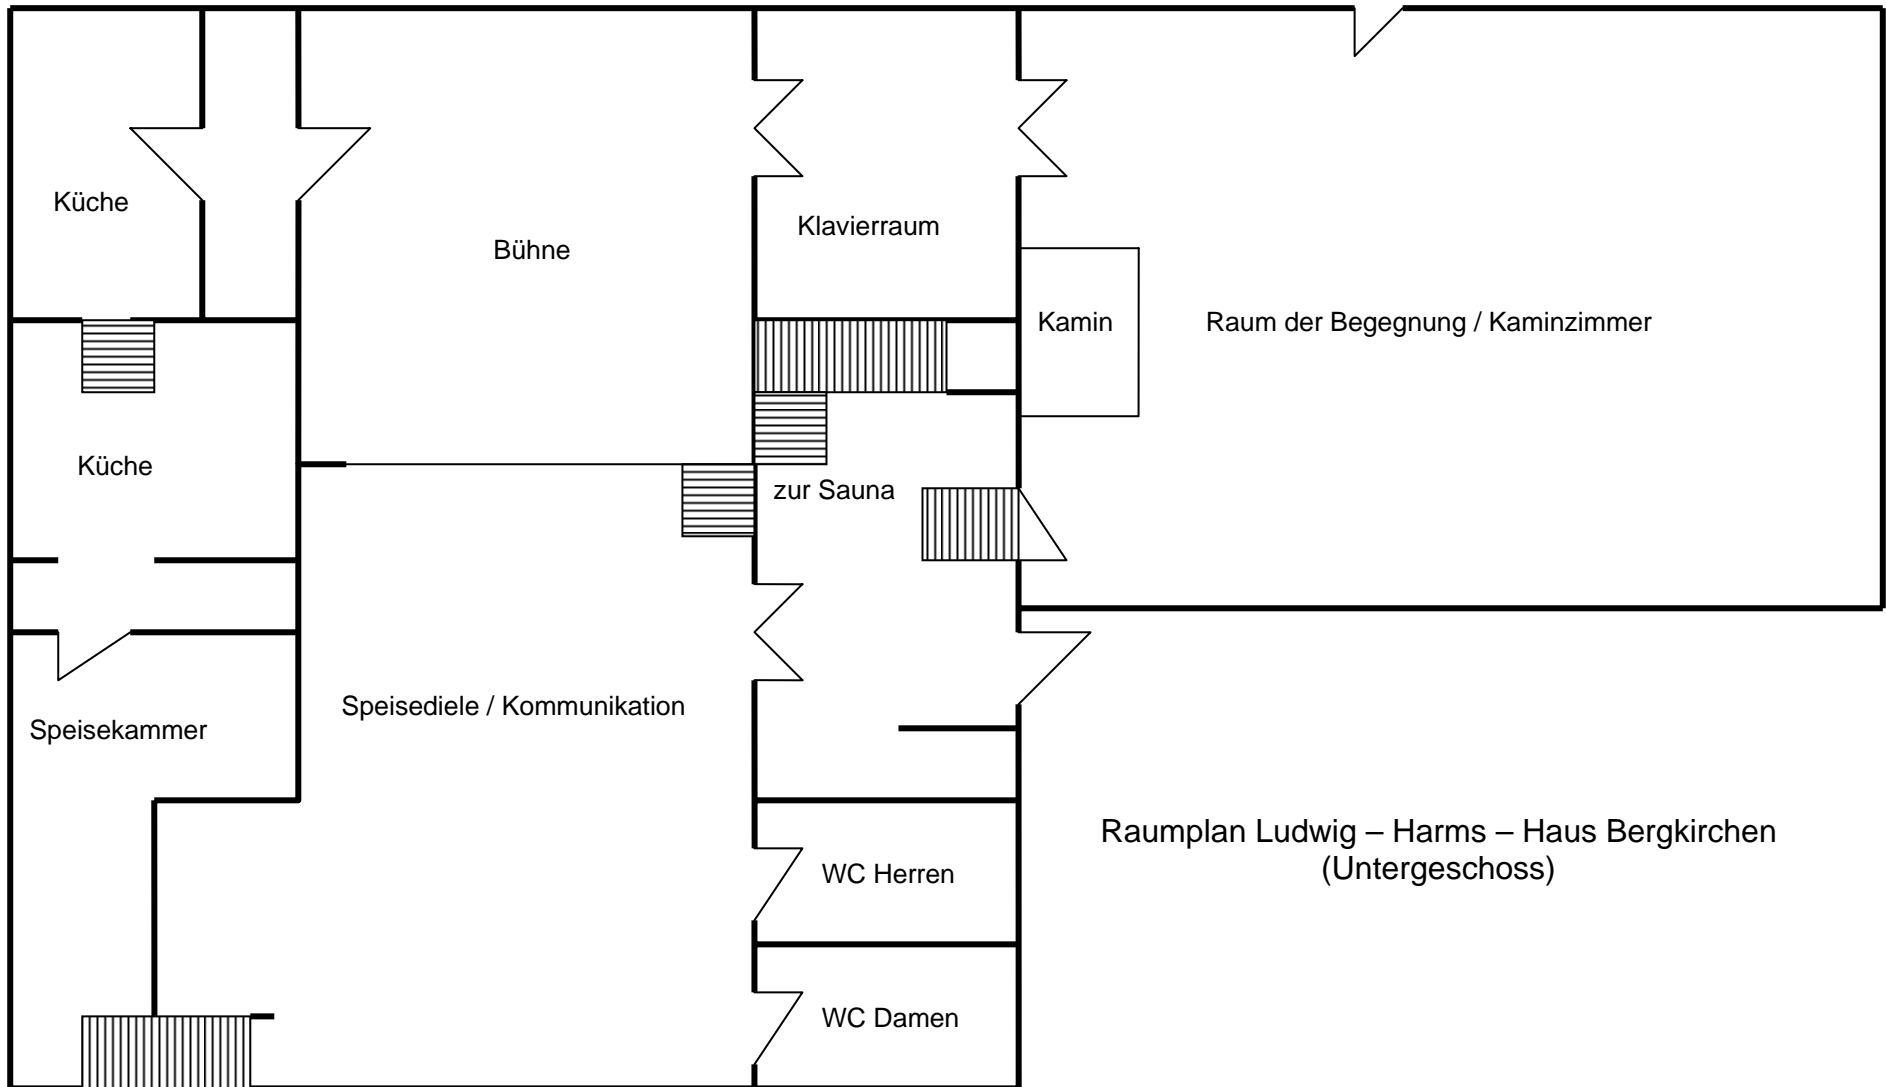 Küche
Klavierraum
Bühne
Kamin
Raum der Begegnung / Kaminzimmer
Küche
zur Sauna
Speisediele / Kommunikation
Speisekammer
Raumplan Ludwig – Harms – Haus Bergkirchen
(Untergeschoss)
WC Herren
WC Damen